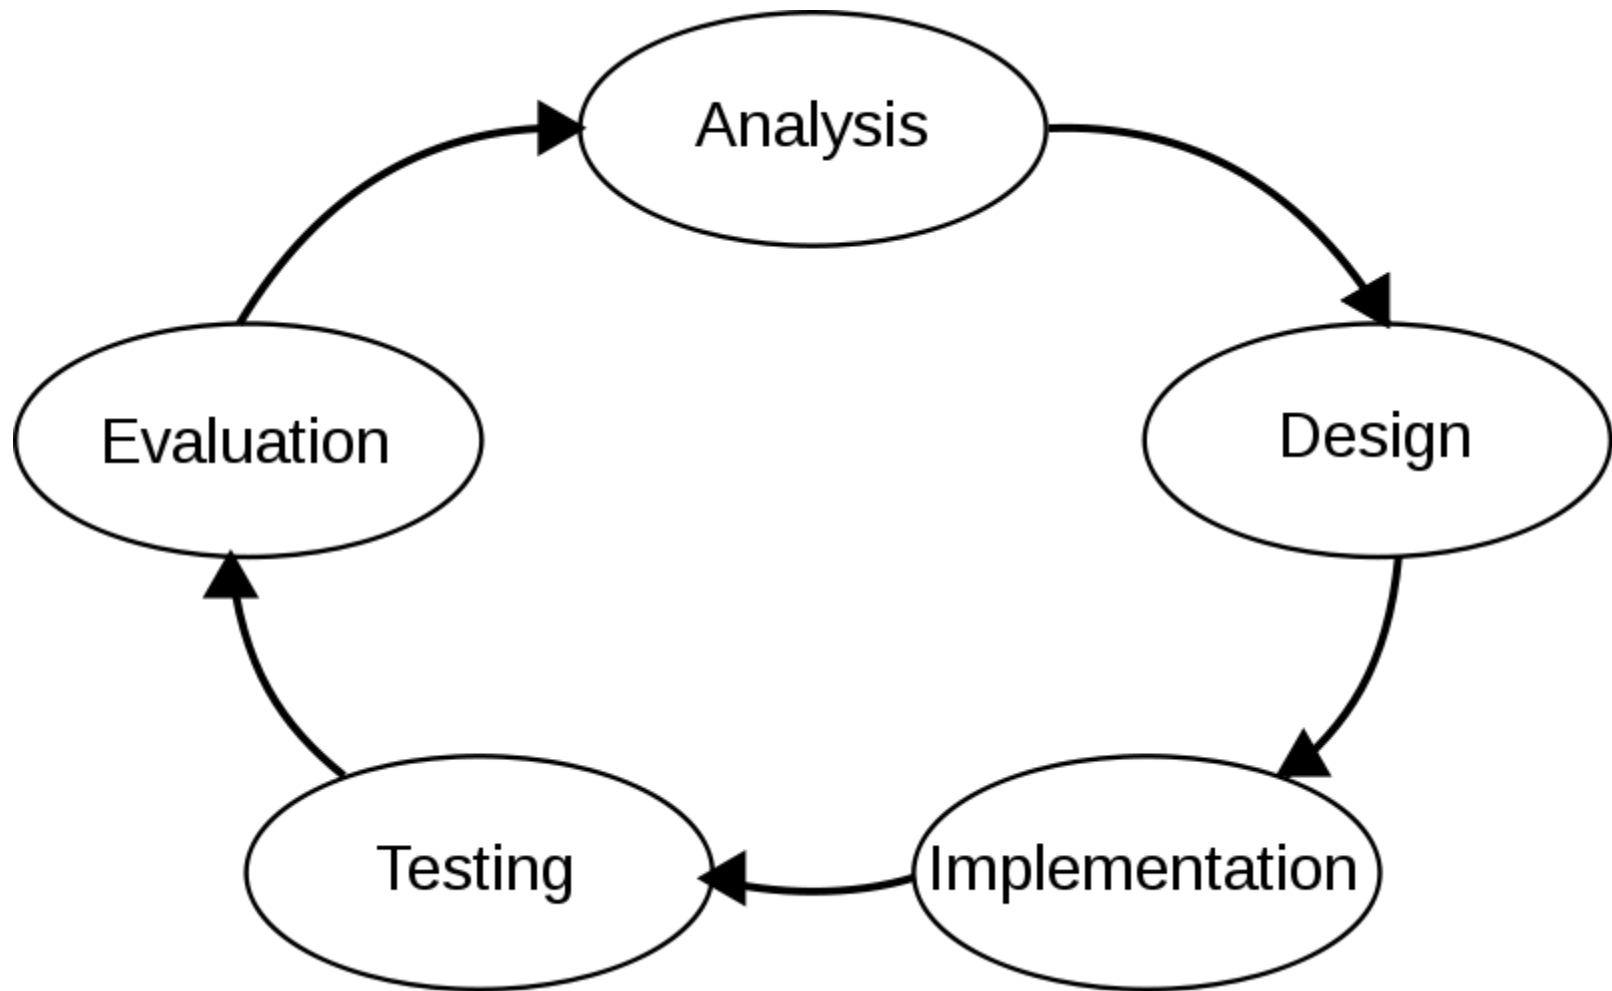 Analysis
Design
Implementation
Testing
Evaluation